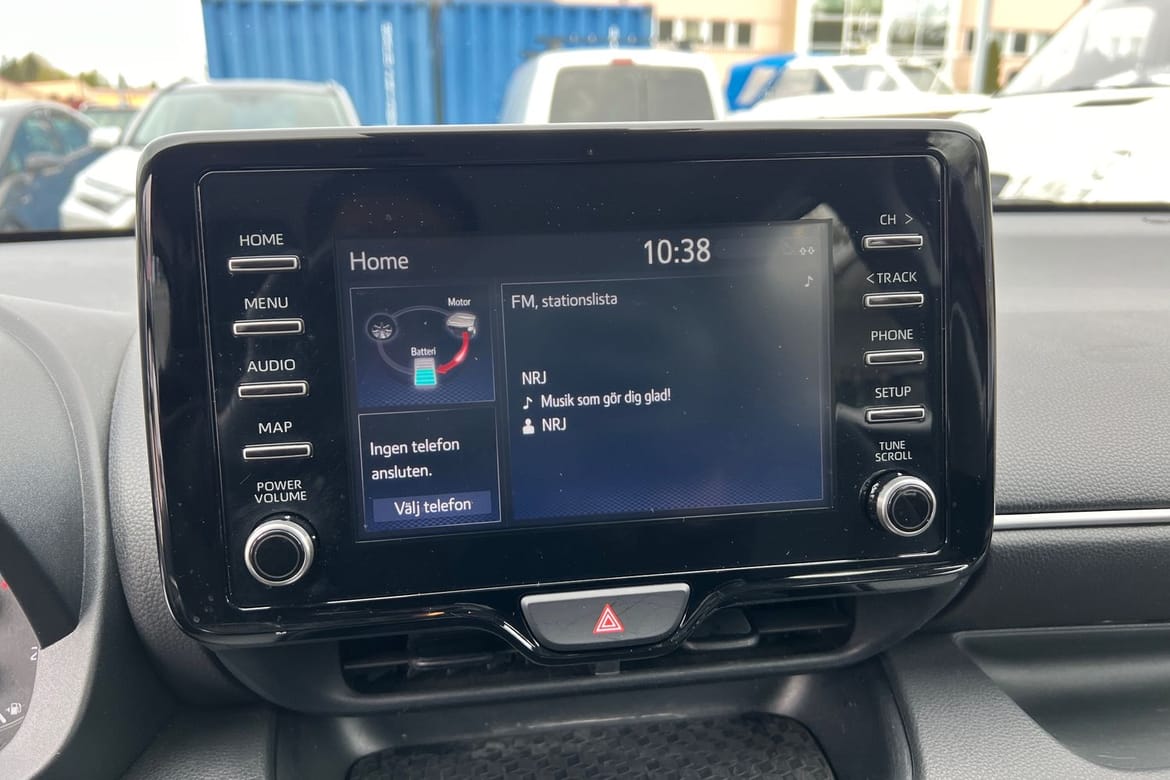 HOME
MENU
AUDIO
MAP
POWER
VOLUME
Home
10:38
Motor
Batteri
Ingen telefon
ansluten.
Välj telefon
FM, stationslista
NRJ
Musik som gör dig glad!
NRJ
CH >
< TRACK
PHONE
SETUP
TUNE
SCROLL
2